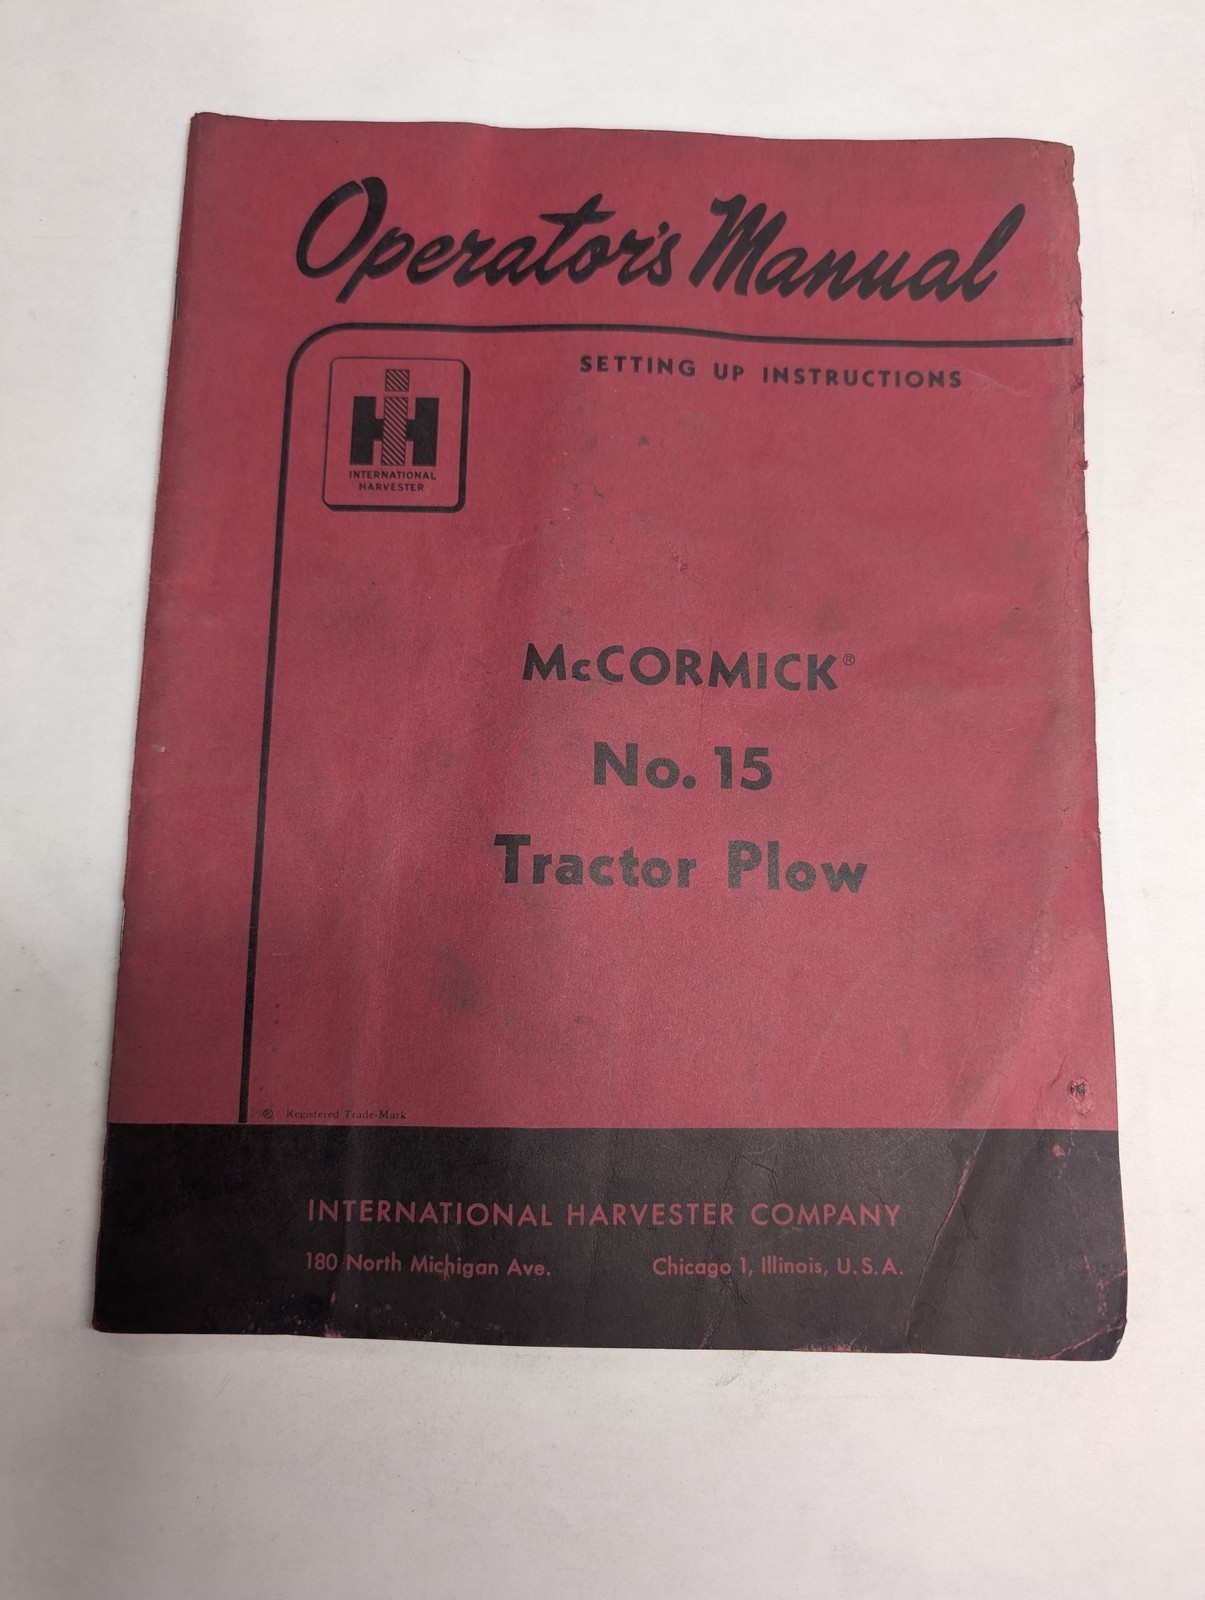 Operator's Manual
SETTING UP INSTRUCTIONS
IH
INTERNATIONAL
HARVESTER
McCORMICK®
No. 15
Tractor Plow
® Registered Trade-Mark
INTERNATIONAL HARVESTER COMPANY
180 North Michigan Ave. Chicago 1, Illinois, U.S.A.